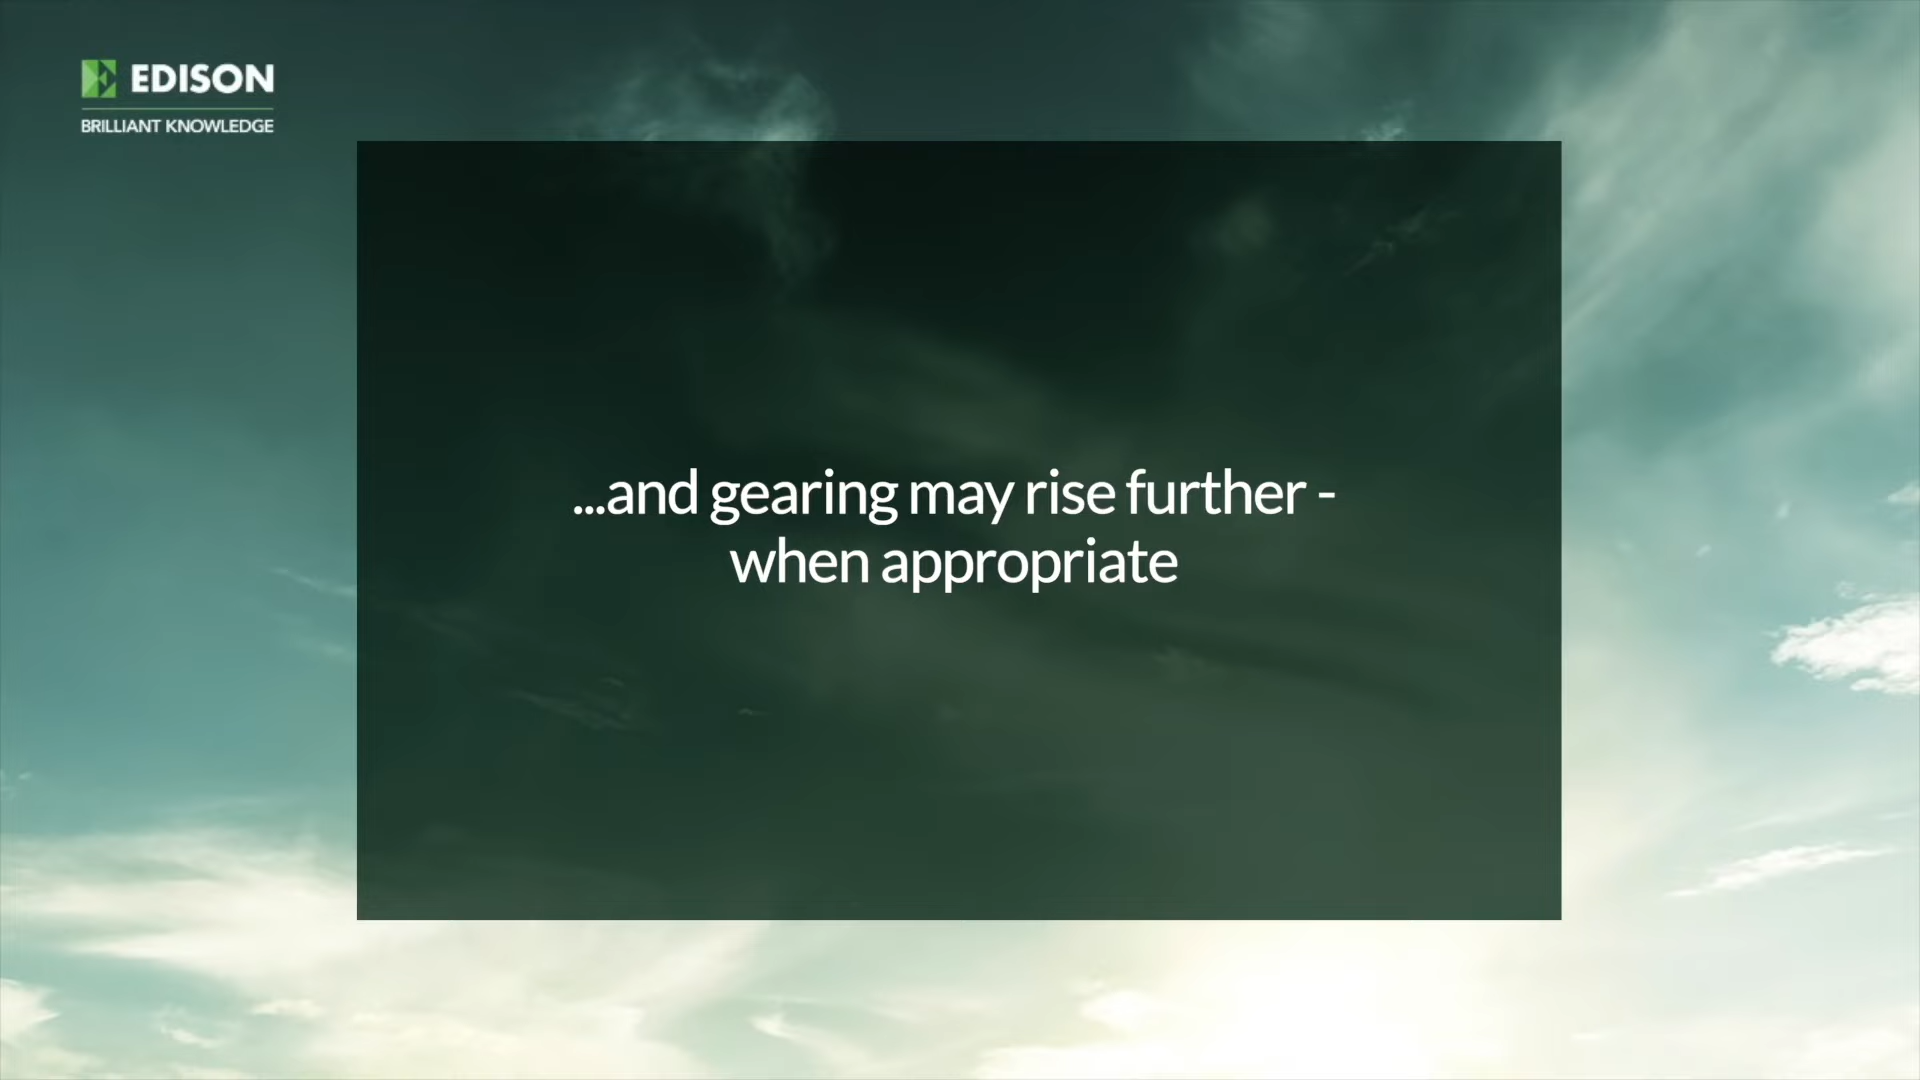 EDISON
BRILLIANT KNOWLEDGE
...and gearing may rise further -
when appropriate